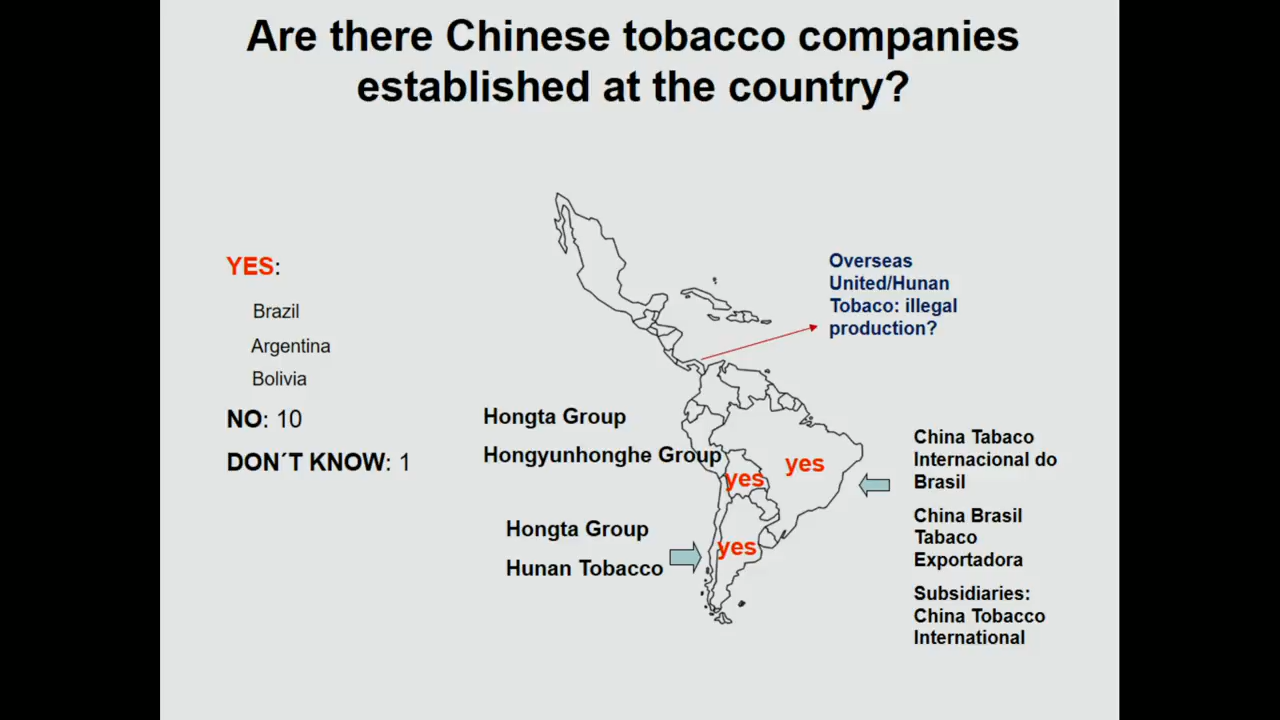 Are there Chinese tobacco companies
established at the country?
YES:
Brazil
Argentina
Bolivia
NO: 10
DON´T KNOW: 1
Overseas
United/Hunan
Tobaco: illegal
production?
Hongta Group
Hongyunhonghe Group
yes
yes
yes
Hongta Group
Hunan Tobacco
China Tabaco
Internacional do
Brasil
China Brasil
Tabaco
Exportadora
Subsidiaries:
China Tobacco
International